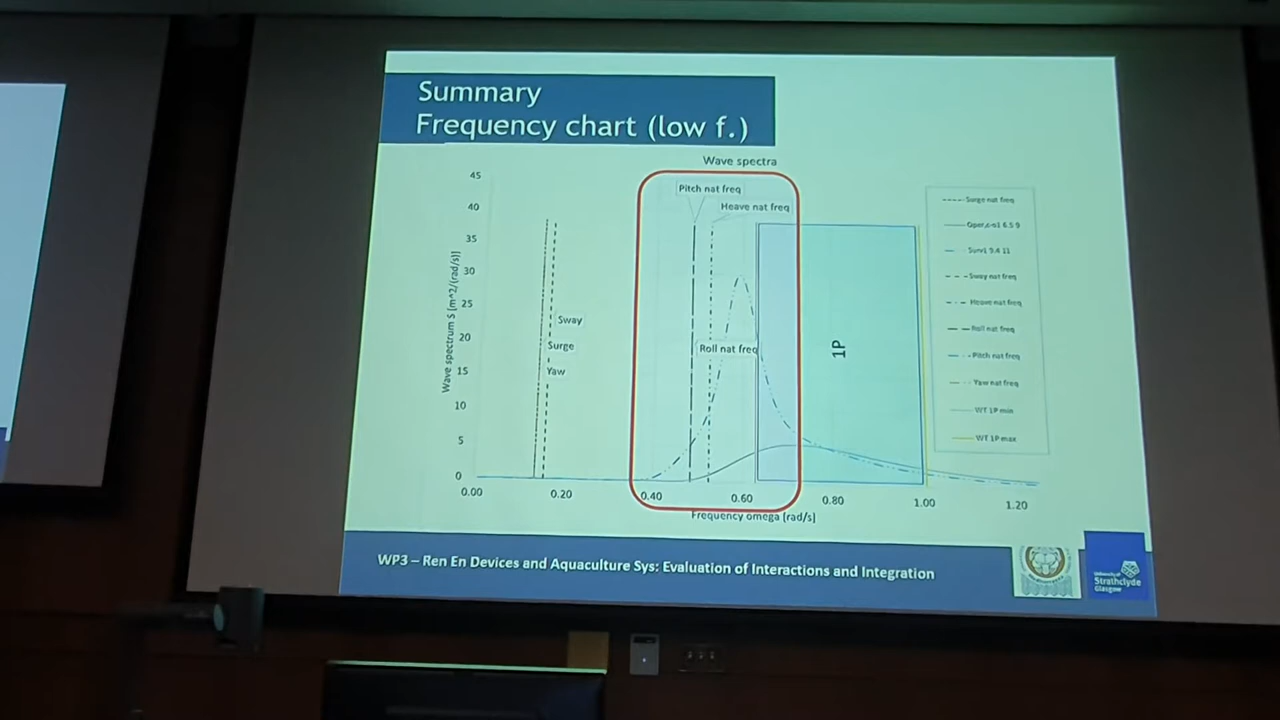 Summary
Frequency chart (low f.)
Wave spectra
Pitch nat freq
Heave nat freq
Roll nat freq
Sway
Surge
Yaw
1P
Wave spectrum S [m^2/(rad/s)]
45
40
35
30
25
20
15
10
5
0
0.00
0.20
0.40
0.60
0.80
1.00
1.20
Frequency omega [rad/s]
Surge nat freq
Sway nat freq
Heave nat freq
Roll nat freq
Pitch nat freq
Yaw nat freq
WT 1P min
WT 1P max
WP3 – Ren En Devices and Aquaculture Sys: Evaluation of Interactions and Integration
University of
Strathclyde
Glasgow